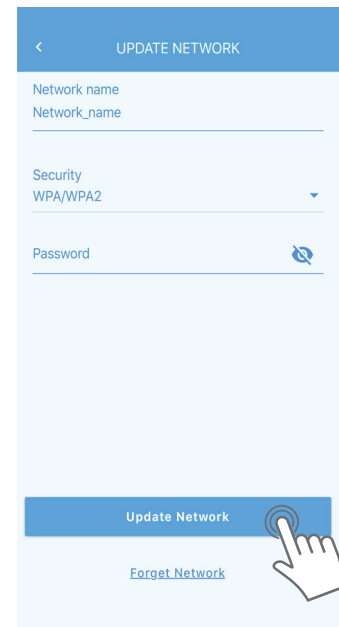 UPDATE NETWORK
Network name
Network_name
Security
WPA/WPA2
Password
Update Network
Forget Network